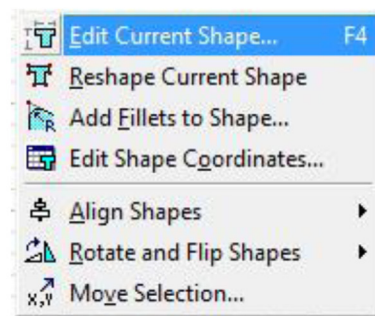 Edit Current Shape... F4
Reshape Current Shape
Add Fillets to Shape...
Edit Shape Coordinates...
Align Shapes
Rotate and Flip Shapes
Move Selection...